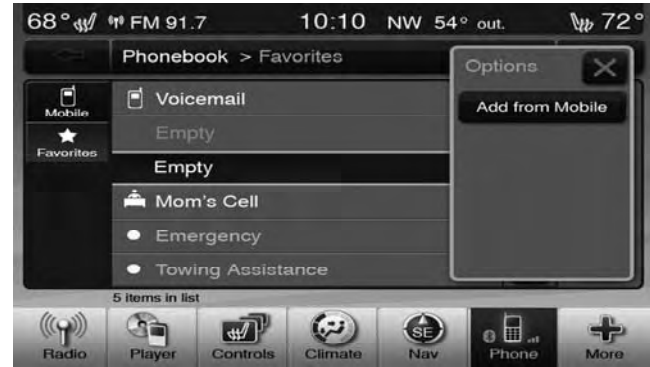 68° FM 91.7 10:10 NW 54° out. 72°
Phonebook > Favorites
Options
Mobile
Voicemail
Add from Mobile
Empty
Favorites
Empty
Mom's Cell
Emergency
Towing Assistance
5 items in list
SE
Radio Player Controls Climate Nav Phone More